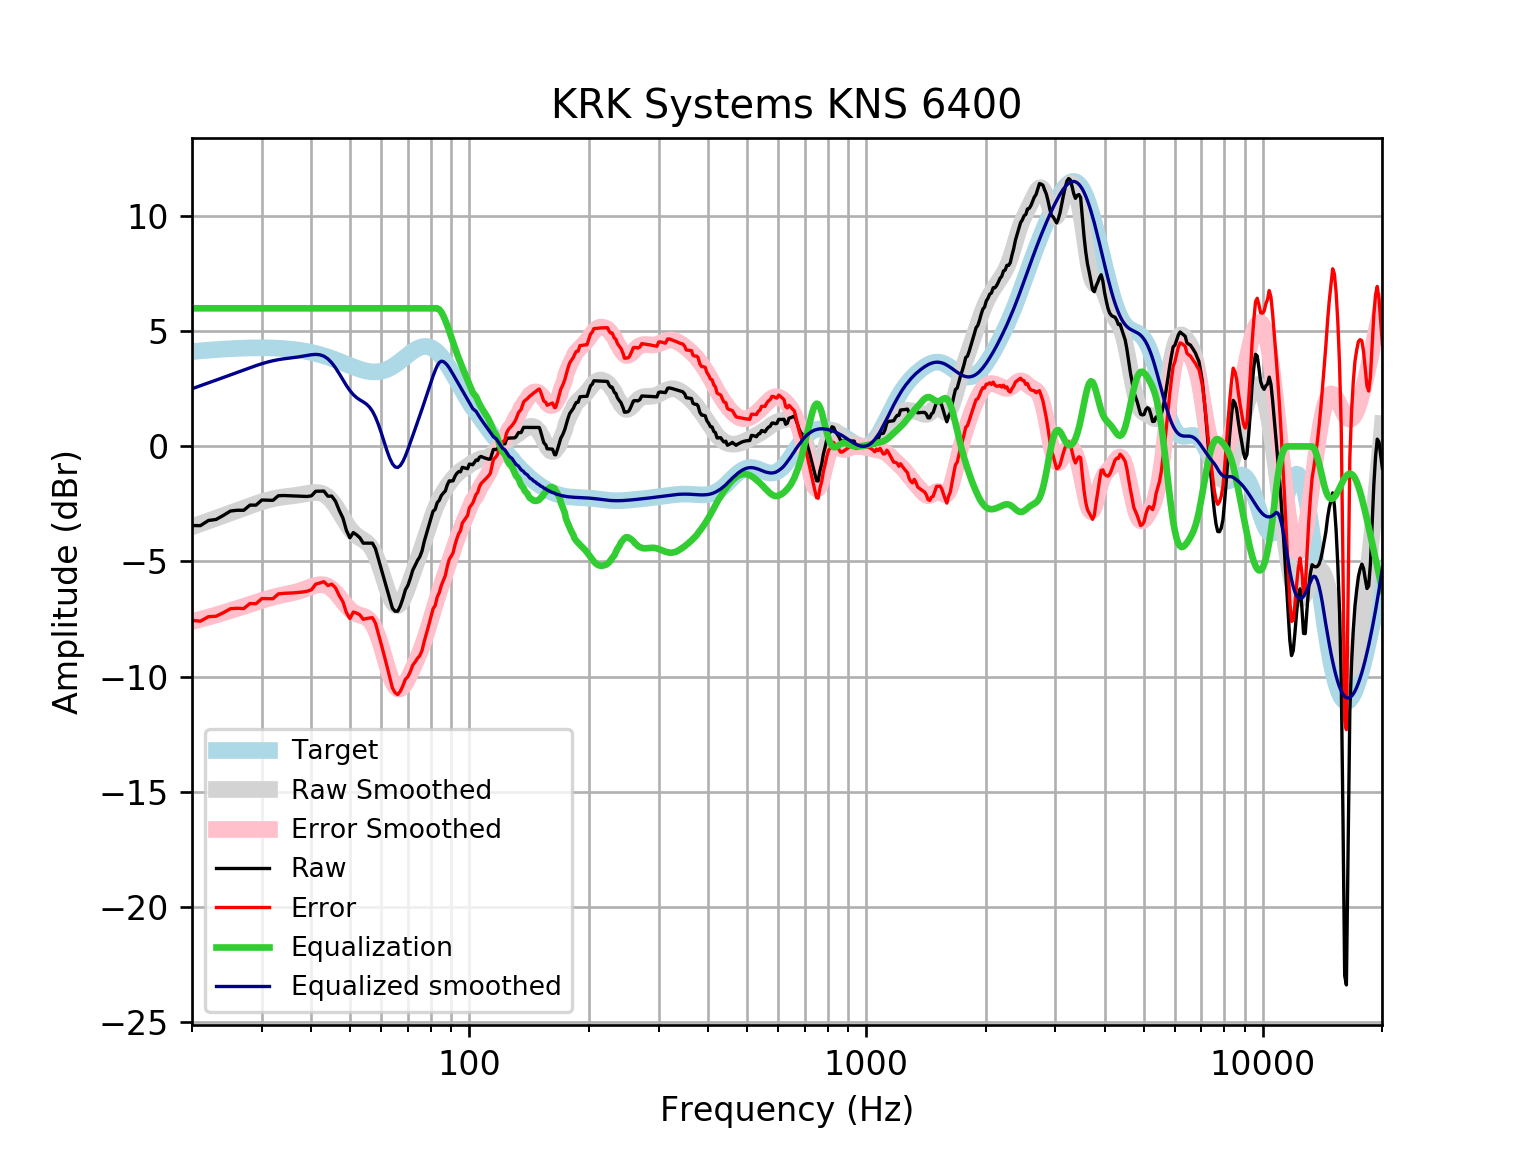 KRK Systems KNS 6400
Amplitude (dBr)
10
5
0
−5
−10
−15
−20
−25
Target
Raw Smoothed
Error Smoothed
Raw
Error
Equalization
Equalized smoothed
100
1000
10000
Frequency (Hz)